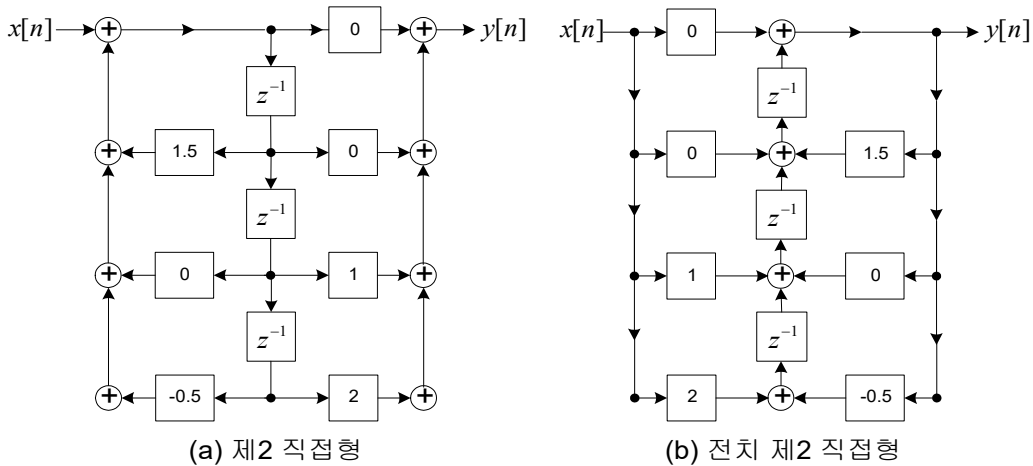 x[n] + 0 + y[n] x[n] 0 + y[n]
z⁻¹ z⁻¹
+ 1.5 0 + 0 + 1.5
z⁻¹ z⁻¹
+ 0 1 + 1 + 0
z⁻¹ z⁻¹
+ -0.5 2 + 2 + -0.5
(a) 제2 직접형 (b) 전치 제2 직접형